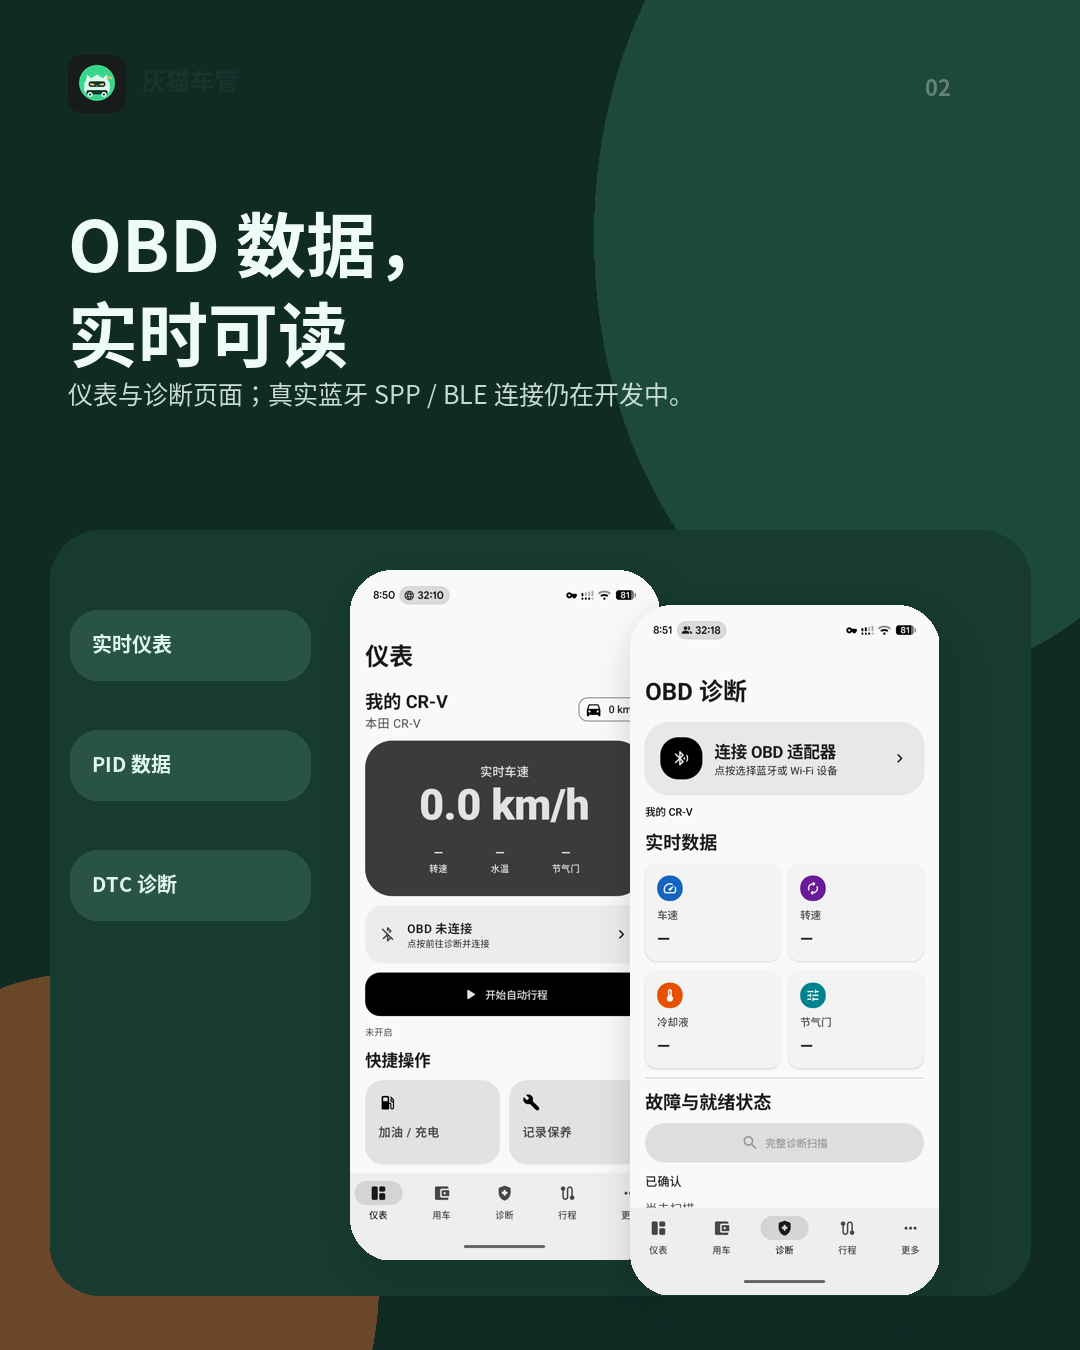 灰猫车管
02
OBD 数据，
实时可读
仪表与诊断页面；真实蓝牙 SPP / BLE 连接仍在开发中。
实时仪表
PID 数据
DTC 诊断
8:50 32:10 81
仪表
我的 CR-V
本田 CR-V
0 km
实时车速
0.0 km/h
— — —
转速 水温 节气门
OBD 未连接
点按前往诊断并连接
开始自动行程
未开启
快捷操作
加油 / 充电 记录保养
仪表 用车 诊断 行程
8:51 32:18 81
OBD 诊断
连接 OBD 适配器
点按选择蓝牙或 Wi-Fi 设备
我的 CR-V
实时数据
车速 转速
— —
冷却液 节气门
— —
故障与就绪状态
完整诊断扫描
已确认
仪表 用车 诊断 行程 更多